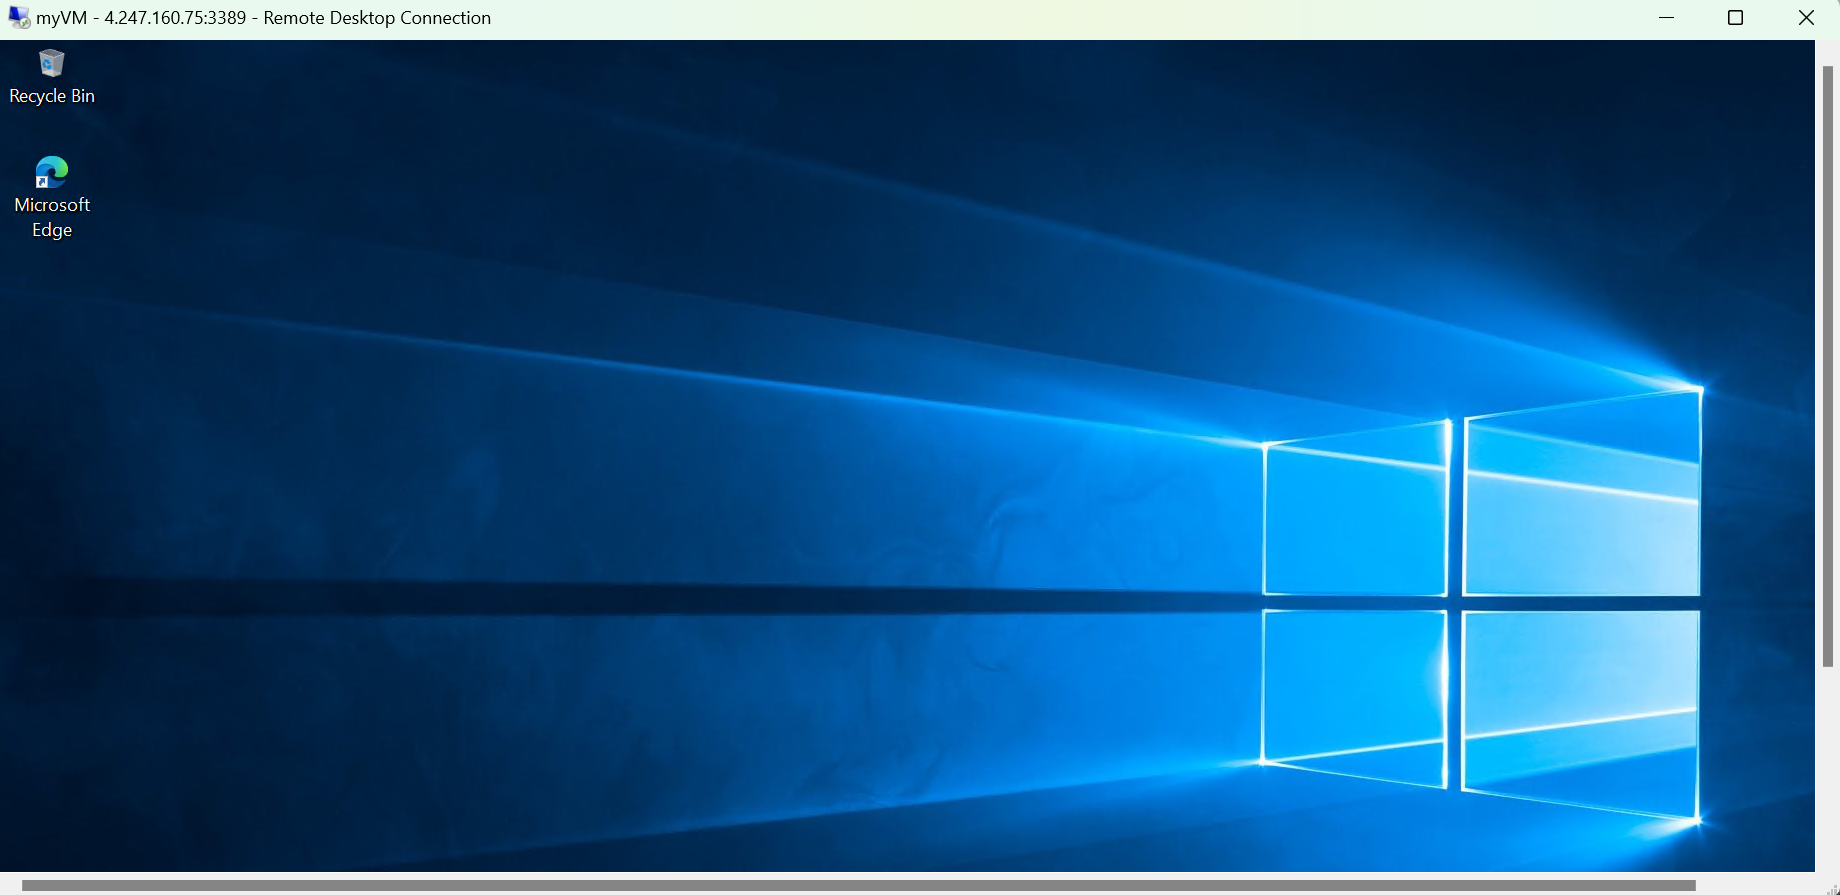 myVM - 4.247.160.75:3389 - Remote Desktop Connection
Recycle Bin
Microsoft
Edge